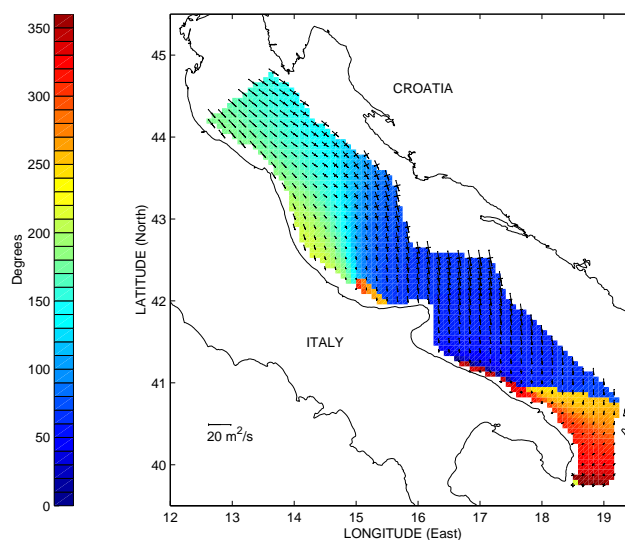 350
300
250
200
150
100
50
0
Degrees
45
44
43
42
41
40
LATITUDE (North)
CROATIA
ITALY
20 m²/s
12 13 14 15 16 17 18 19
LONGITUDE (East)